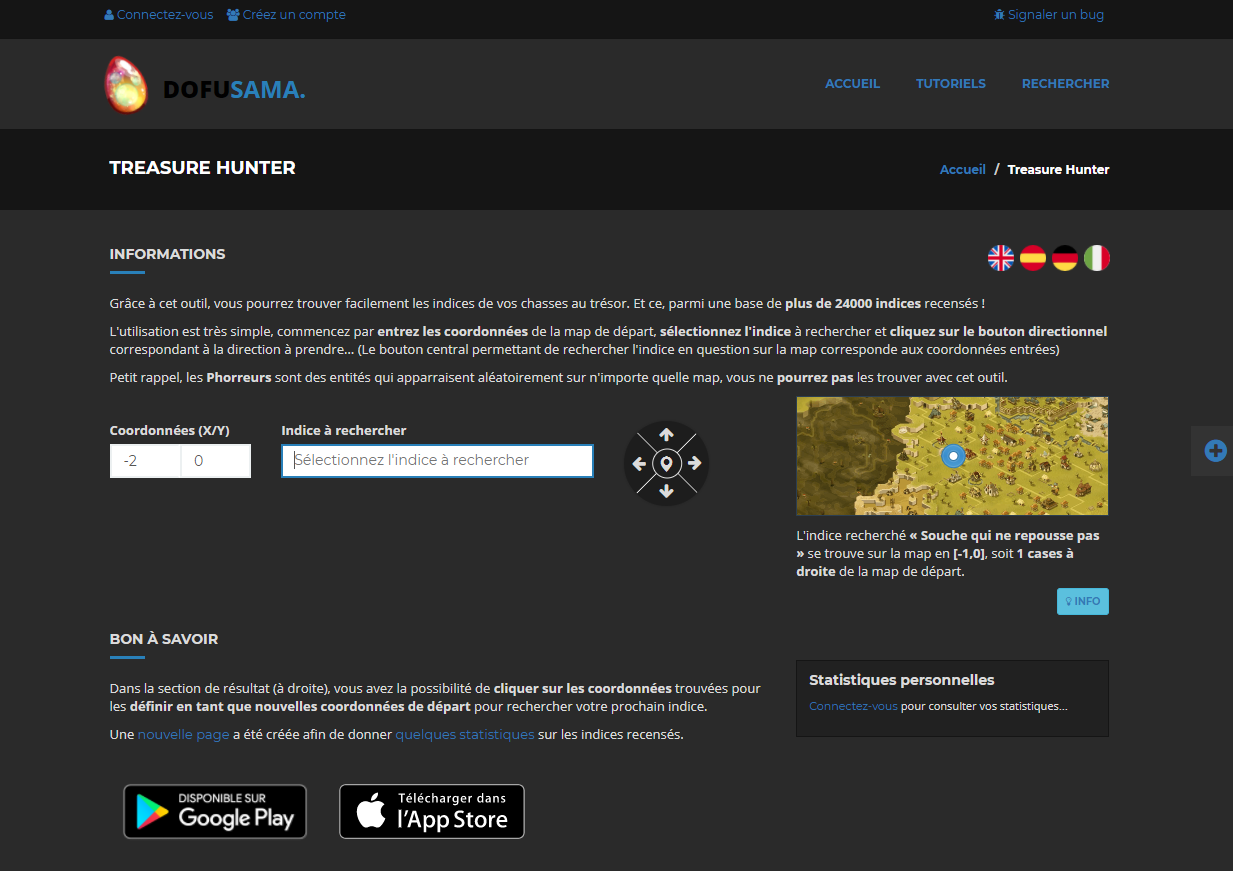 Connectez-vous Créez un compte Signaler un bug
DOFUSAMA.
ACCUEIL TUTORIELS RECHERCHER
TREASURE HUNTER
Accueil / Treasure Hunter
INFORMATIONS
Grâce à cet outil, vous pourrez trouver facilement les indices de vos chasses au trésor. Et ce, parmi une base de plus de 24000 indices recensés !
L'utilisation est très simple, commencez par entrez les coordonnées de la map de départ, sélectionnez l'indice à rechercher et cliquez sur le bouton directionnel
correspondant à la direction à prendre... (Le bouton central permettant de rechercher l'indice en question sur la map corresponde aux coordonnées entrées)
Petit rappel, les Phorreurs sont des entités qui apparraisent aléatoirement sur n'importe quelle map, vous ne pourrez pas les trouver avec cet outil.
Coordonnées (X/Y)
-2 0
Indice à rechercher
Sélectionnez l'indice à rechercher
L'indice recherché « Souche qui ne repousse pas
» se trouve sur la map en [-1,0], soit 1 cases à
droite de la map de départ.
INFO
BON À SAVOIR
Dans la section de résultat (à droite), vous avez la possibilité de cliquer sur les coordonnées trouvées pour
les définir en tant que nouvelles coordonnées de départ pour rechercher votre prochain indice.
Une nouvelle page a été créée afin de donner quelques statistiques sur les indices recensés.
Statistiques personnelles
Connectez-vous pour consulter vos statistiques...
DISPONIBLE SUR
Google Play
Télécharger dans
l'App Store